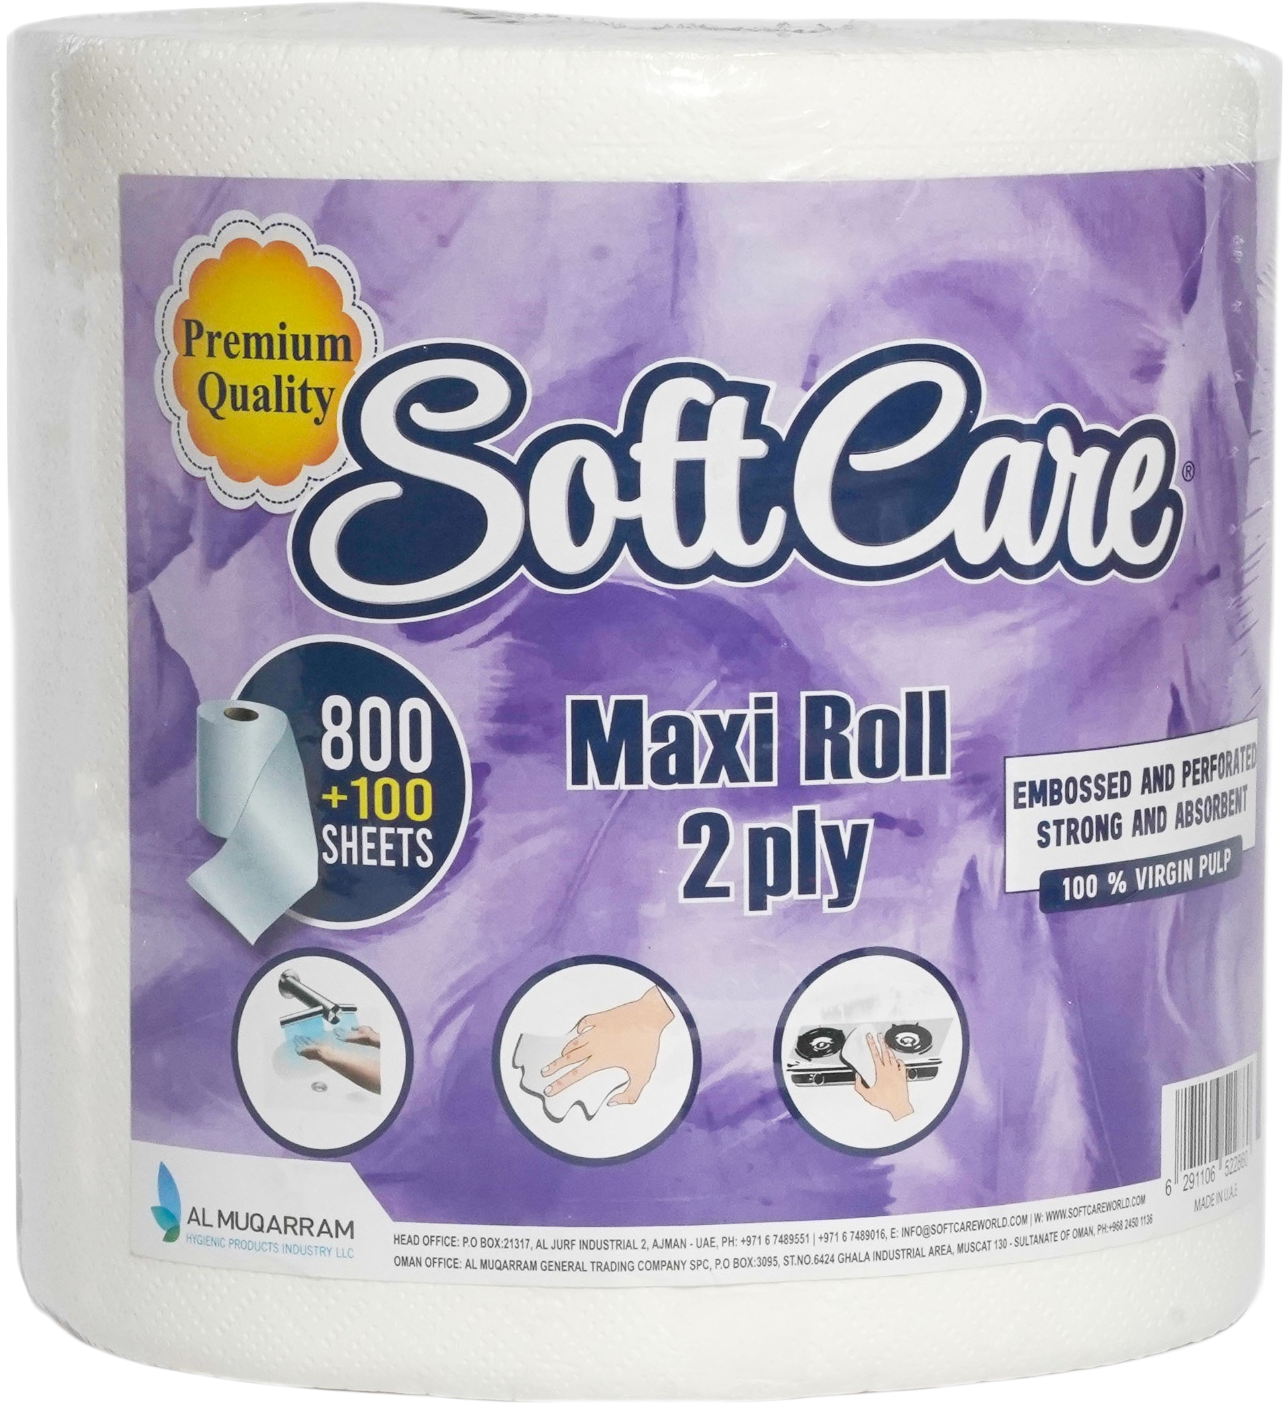 Premium
Quality
Soft Care®
800
+100
SHEETS
Maxi Roll
2 ply
EMBOSSED AND PERFORATED
STRONG AND ABSORBENT
100 % VIRGIN PULP
6 291106 522860
MADE IN U.A.E
AL MUQARRAM
HYGIENIC PRODUCTS INDUSTRY LLC
HEAD OFFICE: P.O BOX:21317, AL JURF INDUSTRIAL 2, AJMAN - UAE, PH: +971 6 7489551 | +971 6 7489016, E: INFO@SOFTCAREWORLD.COM | W: WWW.SOFTCAREWORLD.COM
OMAN OFFICE: AL MUQARRAM GENERAL TRADING COMPANY SPC, P.O BOX:3095, ST.NO.6424 GHALA INDUSTRIAL AREA, MUSCAT 130 - SULTANATE OF OMAN, PH:+968 2450 1136